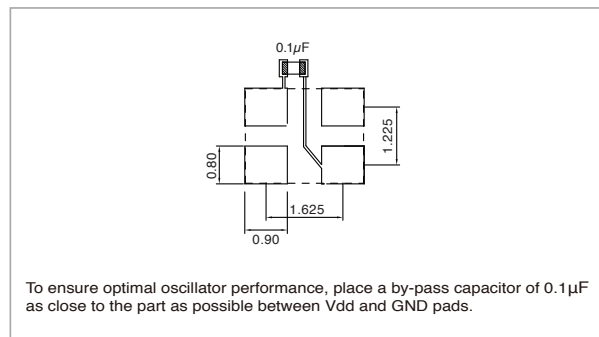 0.1µF
1.225
0.80
1.625
0.90
To ensure optimal oscillator performance, place a by-pass capacitor of 0.1µF
as close to the part as possible between Vdd and GND pads.